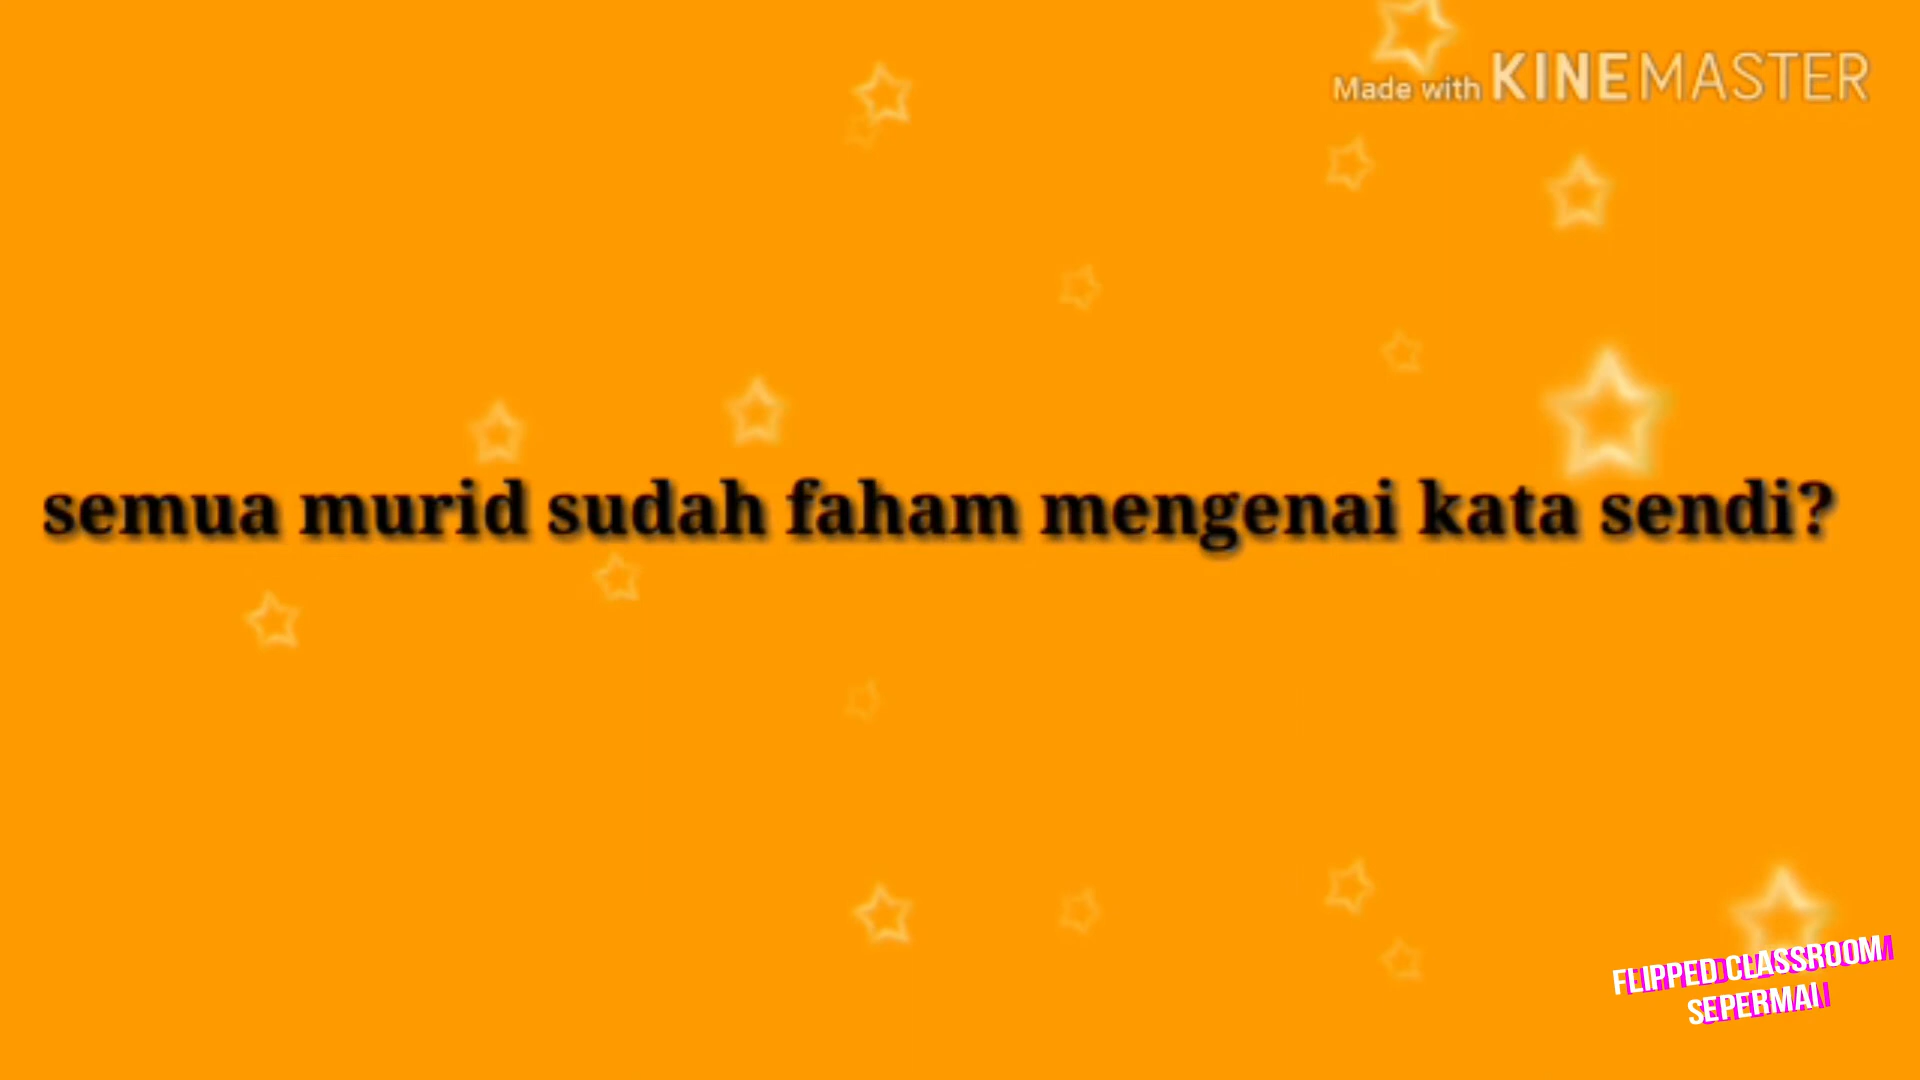 Made with KINEMASTER
semua murid sudah faham mengenai kata sendi?
FLIPPED CLASSROOM
SEPERMAI